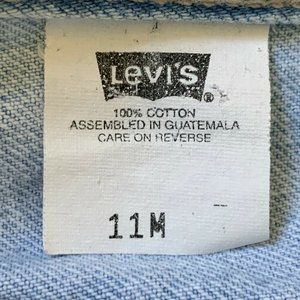 Levi's ®
100% COTTON
ASSEMBLED IN GUATEMALA
CARE ON REVERSE
11M